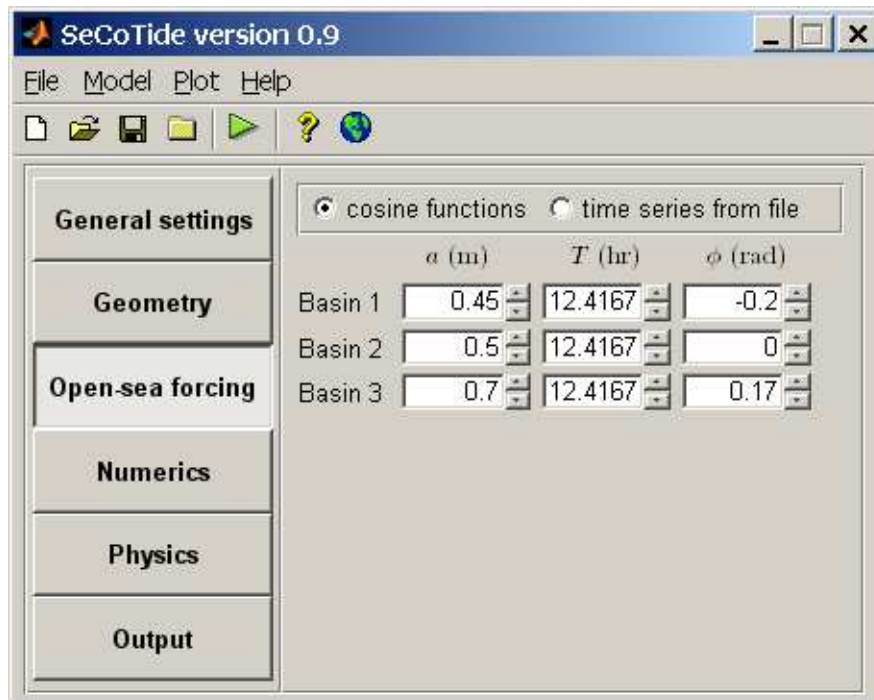 SeCoTide version 0.9
File Model Plot Help
General settings
Geometry
Open-sea forcing
Numerics
Physics
Output
cosine functions time series from file
a (m) T (hr) ϕ (rad)
Basin 1 0.45 12.4167 -0.2
Basin 2 0.5 12.4167 0
Basin 3 0.7 12.4167 0.17